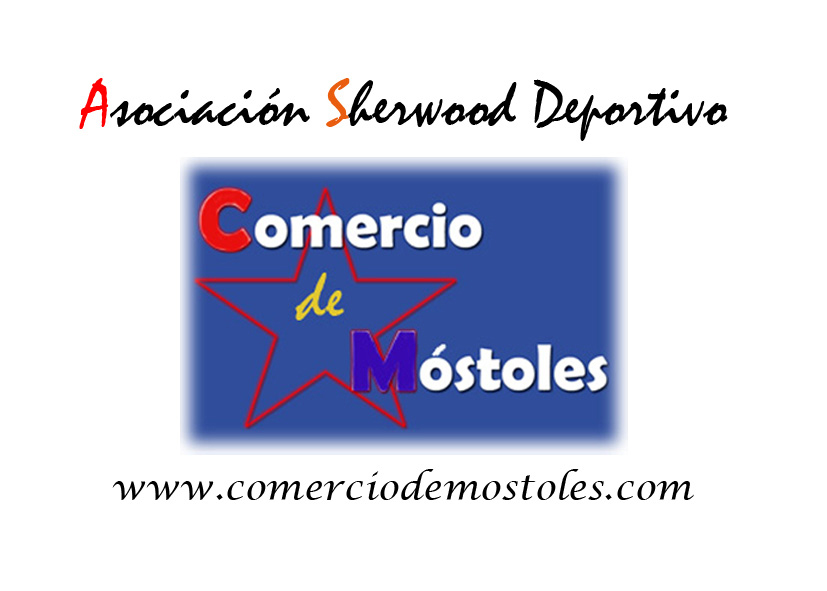 Asociación Sherwood Deportivo
Comercio
de
Móstoles
www.comerciodemostoles.com